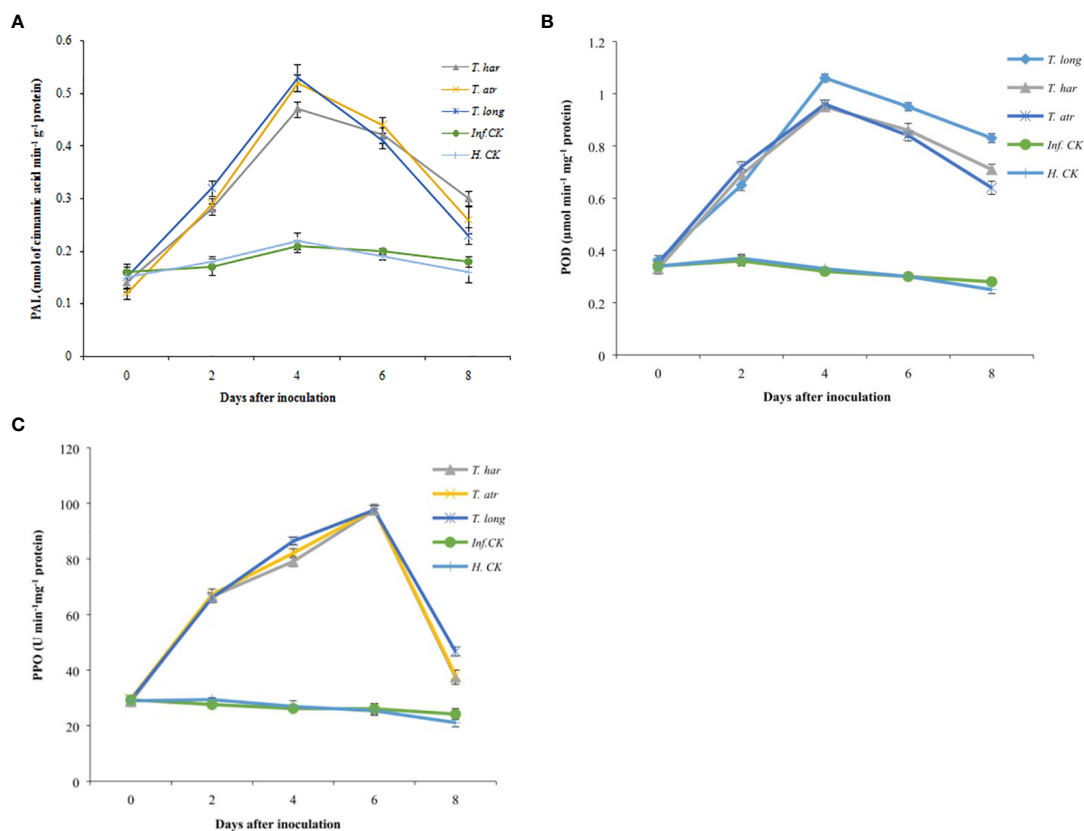 A
PAL (nmol of cinnamic acid min⁻¹ g⁻¹ protein)
0.6
0.5
0.4
0.3
0.2
0.1
0
0 2 4 6 8
Days after inoculation
T. har
T. atr
T. long
Inf.CK
H. CK
B
POD (µmol min⁻¹ mg⁻¹ protein)
1.2
1
0.8
0.6
0.4
0.2
0
0 2 4 6 8
Days after inoculation
T. long
T. har
T. atr
Inf. CK
H. CK
C
PPO (U min⁻¹mg⁻¹ protein)
120
100
80
60
40
20
0
0 2 4 6 8
Days after inoculation
T. har
T. atr
T. long
Inf.CK
H. CK